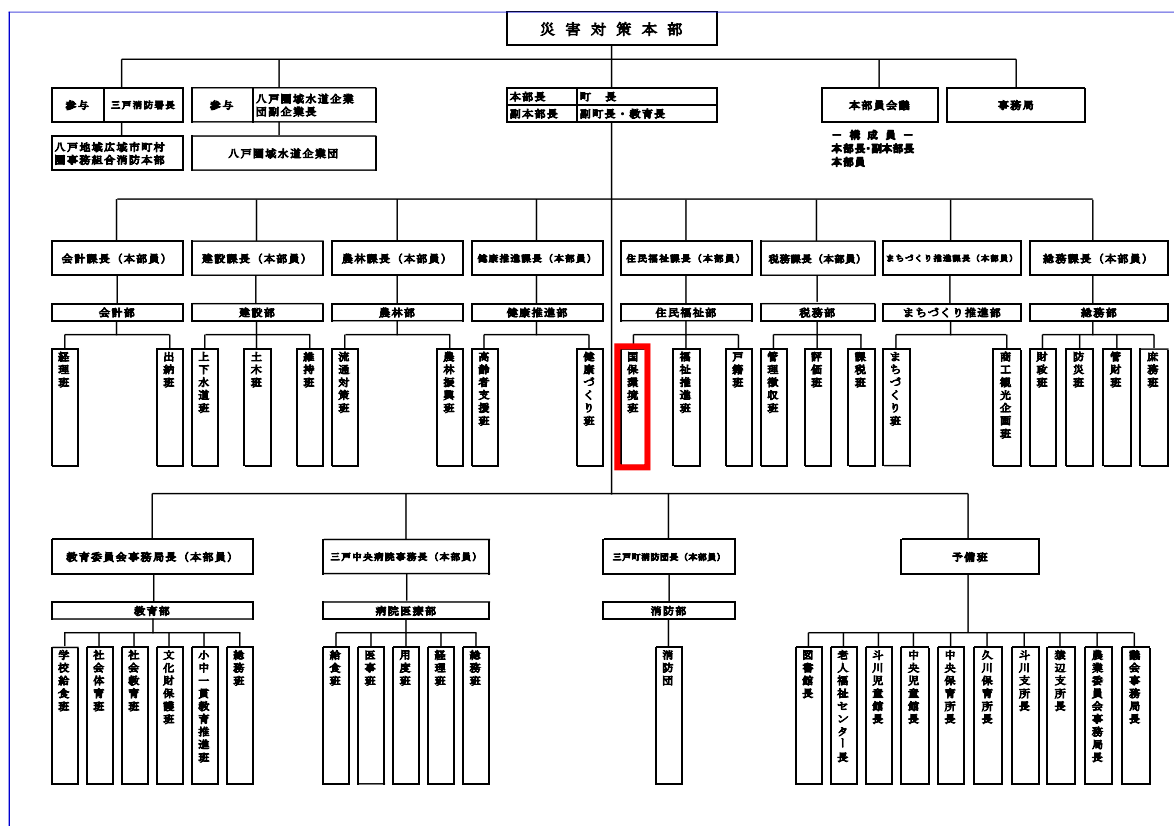 災害対策本部
参与 三戸消防署長
八戸地域広域市町村
圏事務組合消防本部
参与 八戸圏域水道企業
団副企業長
八戸圏域水道企業団
本部長 町長
副本部長 副町長・教育長
本部員会議
－構成員－
本部長・副本部長
本部員
事務局
会計課長(本部員)
建設課長(本部員)
農林課長(本部員)
健康推進課長(本部員)
住民福祉課長(本部員)
税務課長(本部員)
まちづくり推進課長(本部員)
総務課長(本部員)
会計部
建設部
農林部
健康推進部
住民福祉部
税務部
まちづくり推進部
総務部
経理班
出納班
上下水道班
土木班
維持班
流通対策班
農林振興班
高齢者支援班
健康づくり班
国保環境班
福祉推進班
戸籍班
管理徴収班
評価班
課税班
まちづくり班
商工観光企画班
財政班
防災班
管財班
庶務班
教育委員会事務局長(本部員)
三戸中央病院事務長(本部員)
三戸町消防団長(本部員)
予備班
教育部
病院医療部
消防部
学校給食班
社会体育班
社会教育班
文化財保護班
小中一貫教育推進班
総務班
給食班
医事班
用度班
経理班
総務班
消防団
図書館長
老人福祉センター長
斗川児童館長
中央児童館長
中央保育所長
久川保育所長
斗川支所長
猿辺支所長
農業委員会事務局長
議会事務局長